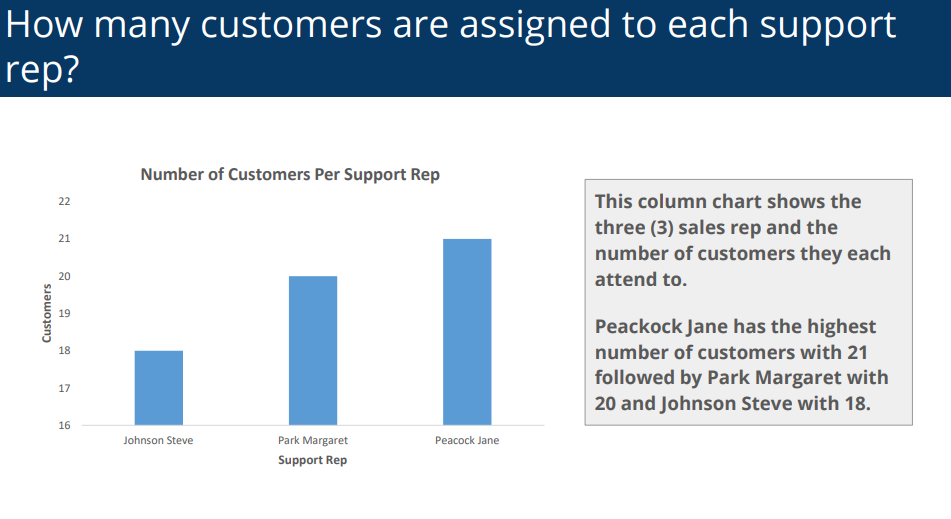 How many customers are assigned to each support
rep?
Number of Customers Per Support Rep
22
21
20
19
18
17
16
Customers
Johnson Steve
Park Margaret
Peacock Jane
Support Rep
This column chart shows the
three (3) sales rep and the
number of customers they each
attend to.
Peackock Jane has the highest
number of customers with 21
followed by Park Margaret with
20 and Johnson Steve with 18.